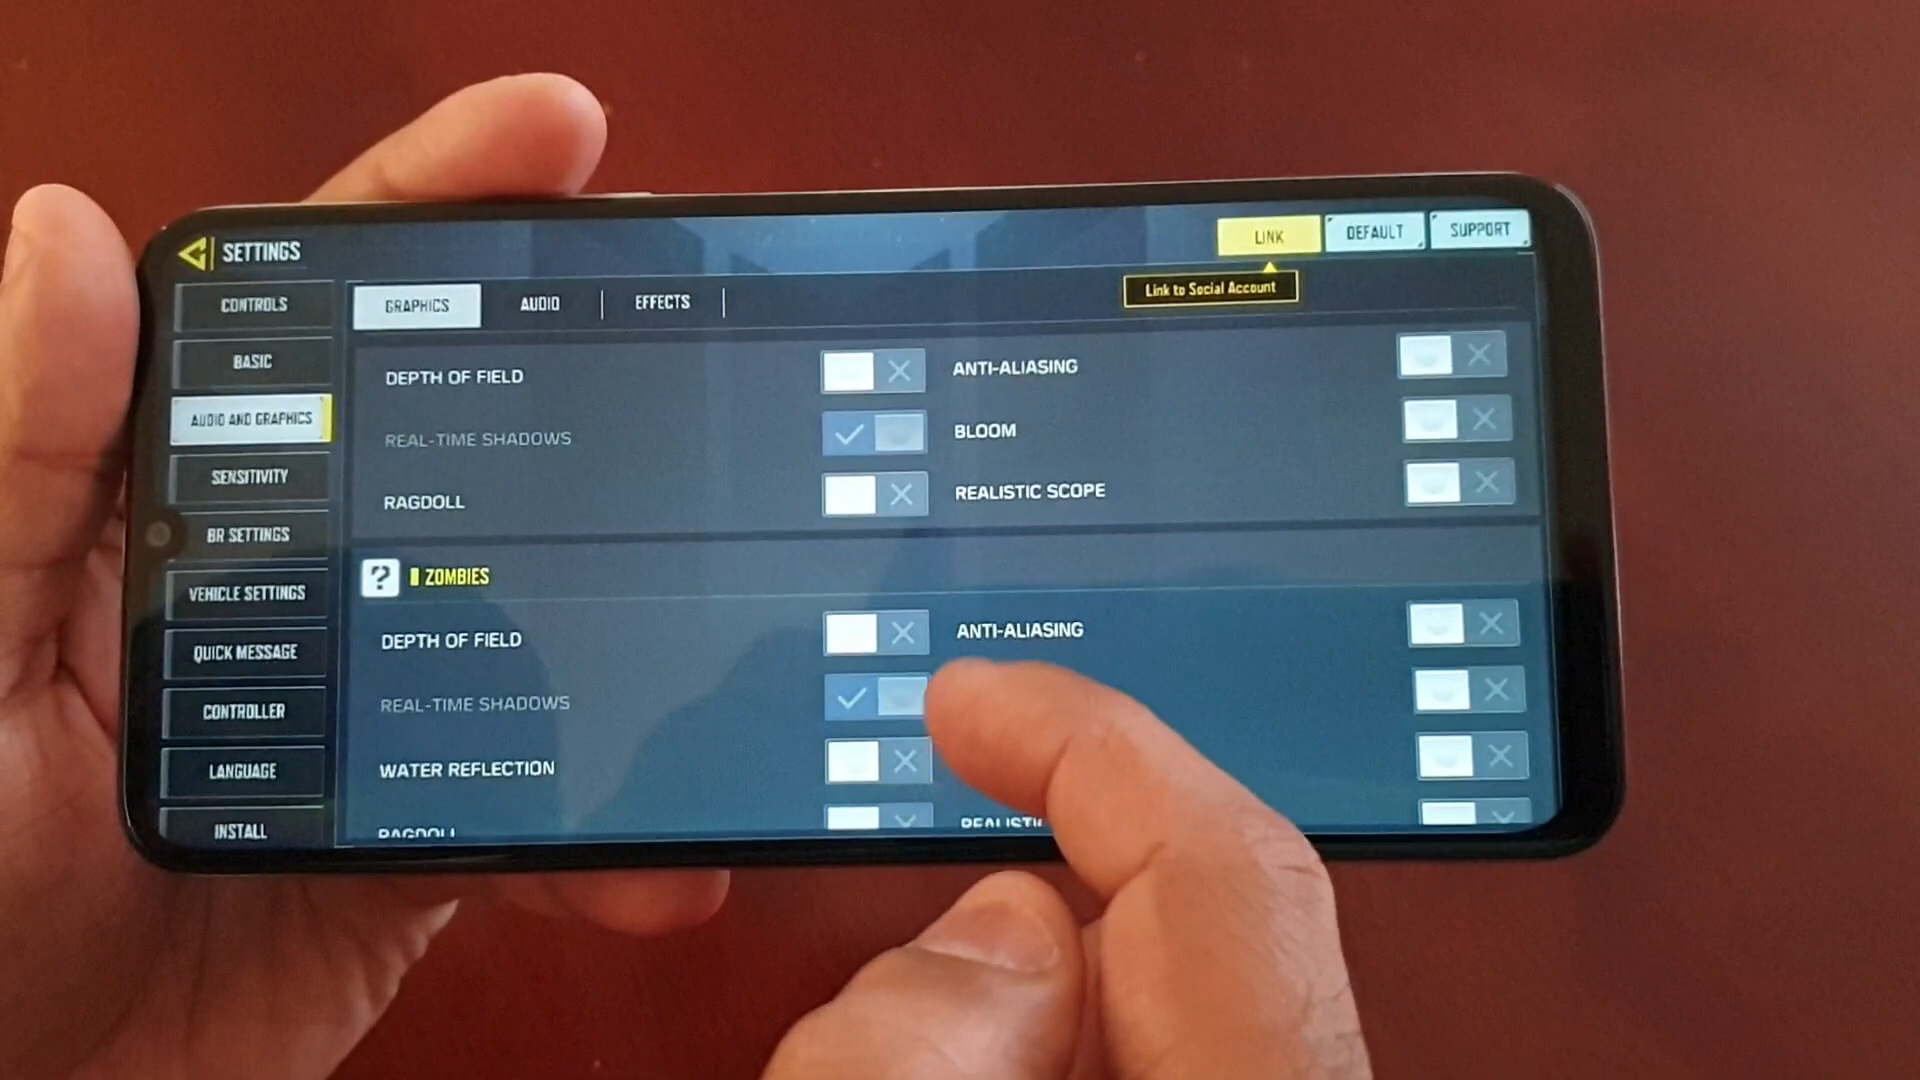 SETTINGS
LINK
DEFAULT
SUPPORT
Link to Social Account
CONTROLS
BASIC
AUDIO AND GRAPHICS
SENSITIVITY
BR SETTINGS
VEHICLE SETTINGS
QUICK MESSAGE
CONTROLLER
LANGUAGE
INSTALL
GRAPHICS
AUDIO
EFFECTS
DEPTH OF FIELD
ANTI-ALIASING
REAL-TIME SHADOWS
BLOOM
RAGDOLL
REALISTIC SCOPE
? ZOMBIES
DEPTH OF FIELD
ANTI-ALIASING
REAL-TIME SHADOWS
WATER REFLECTION
RAGDOLL